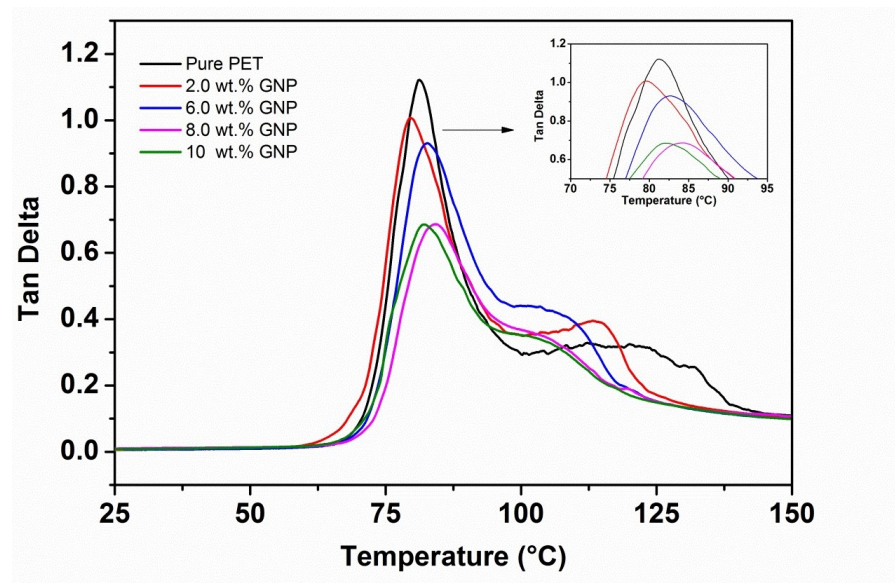 Pure PET
2.0 wt.% GNP
6.0 wt.% GNP
8.0 wt.% GNP
10 wt.% GNP
1.2
1.0
0.8
0.6
0.4
0.2
0.0
Tan Delta
25
50
75
100
125
150
Temperature (°C)
1.2
1.0
0.8
0.6
Tan Delta
70
75
80
85
90
95
Temperature (°C)